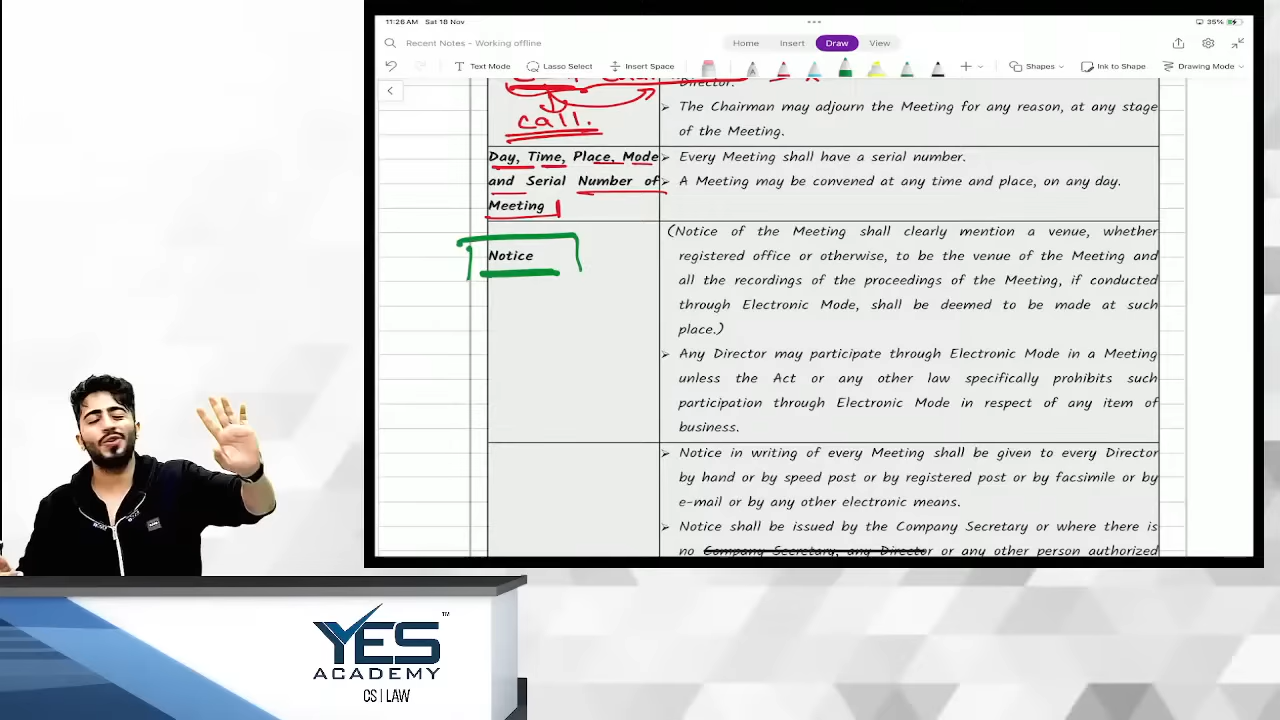 11:26 AM Sat 18 Nov
35%
Recent Notes - Working offline
Home Insert Draw View
Text Mode Lasso Select Insert Space Shapes Ink to Shape Drawing Mode
Director.
call.
➢ The Chairman may adjourn the Meeting for any reason, at any stage
of the Meeting.
Day, Time, Place, Mode
and Serial Number of
Meeting
➢ Every Meeting shall have a serial number.
➢ A Meeting may be convened at any time and place, on any day.
Notice
(Notice of the Meeting shall clearly mention a venue, whether
registered office or otherwise, to be the venue of the Meeting and
all the recordings of the proceedings of the Meeting, if conducted
through Electronic Mode, shall be deemed to be made at such
place.)
➢ Any Director may participate through Electronic Mode in a Meeting
unless the Act or any other law specifically prohibits such
participation through Electronic Mode in respect of any item of
business.
➢ Notice in writing of every Meeting shall be given to every Director
by hand or by speed post or by registered post or by facsimile or by
e-mail or by any other electronic means.
➢ Notice shall be issued by the Company Secretary or where there is
no Company Secretary, any Director or any other person authorized
YES
ACADEMY
CS | LAW
TM